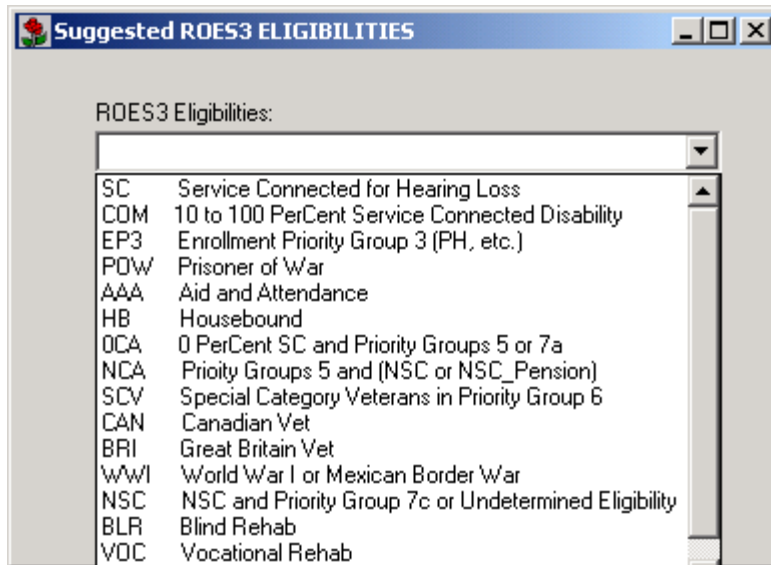 Suggested ROES3 ELIGIBILITIES
ROES3 Eligibilities:
SC Service Connected for Hearing Loss
COM 10 to 100 PerCent Service Connected Disability
EP3 Enrollment Priority Group 3 (PH, etc.)
POW Prisoner of War
AAA Aid and Attendance
HB Housebound
0CA 0 PerCent SC and Priority Groups 5 or 7a
NCA Prioity Groups 5 and (NSC or NSC_Pension)
SCV Special Category Veterans in Priority Group 6
CAN Canadian Vet
BRI Great Britain Vet
WWI World War I or Mexican Border War
NSC NSC and Priority Group 7c or Undetermined Eligibility
BLR Blind Rehab
VOC Vocational Rehab